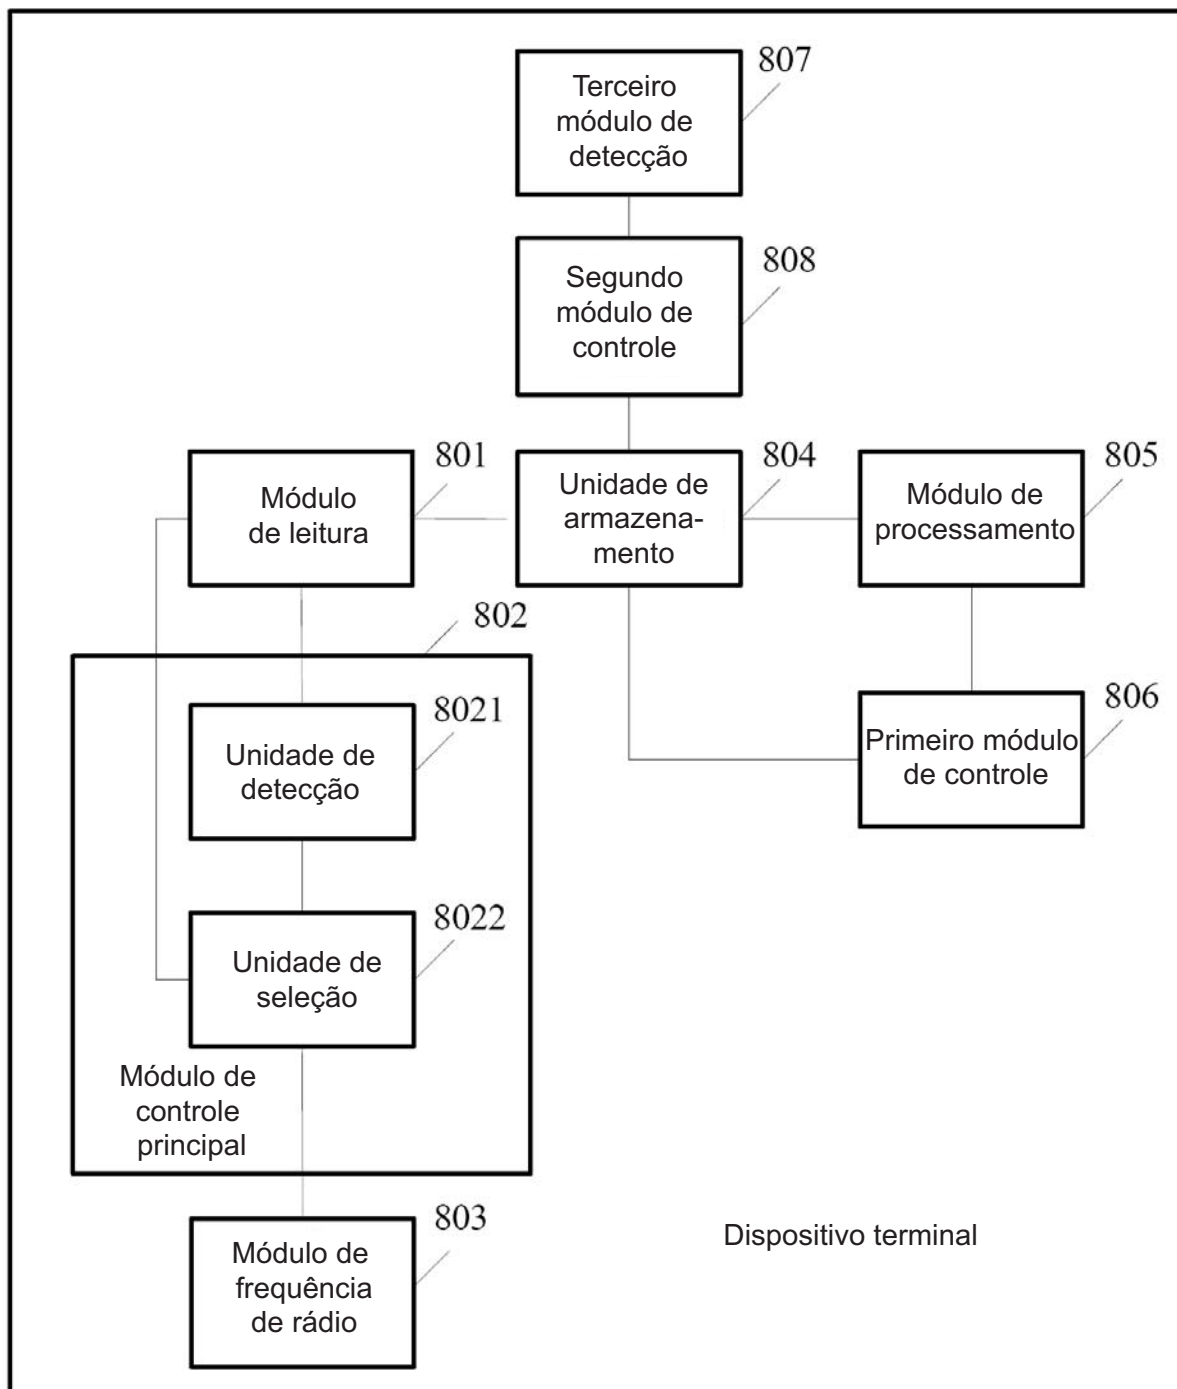 807
Terceiro
módulo de
detecção
808
Segundo
módulo de
controle
801
Módulo
de leitura
804
Unidade de
armazena-
mento
805
Módulo de
processamento
802
8021
Unidade de
detecção
806
Primeiro módulo
de controle
8022
Unidade de
seleção
Módulo de
controle
principal
803
Módulo de
frequência
de rádio
Dispositivo terminal